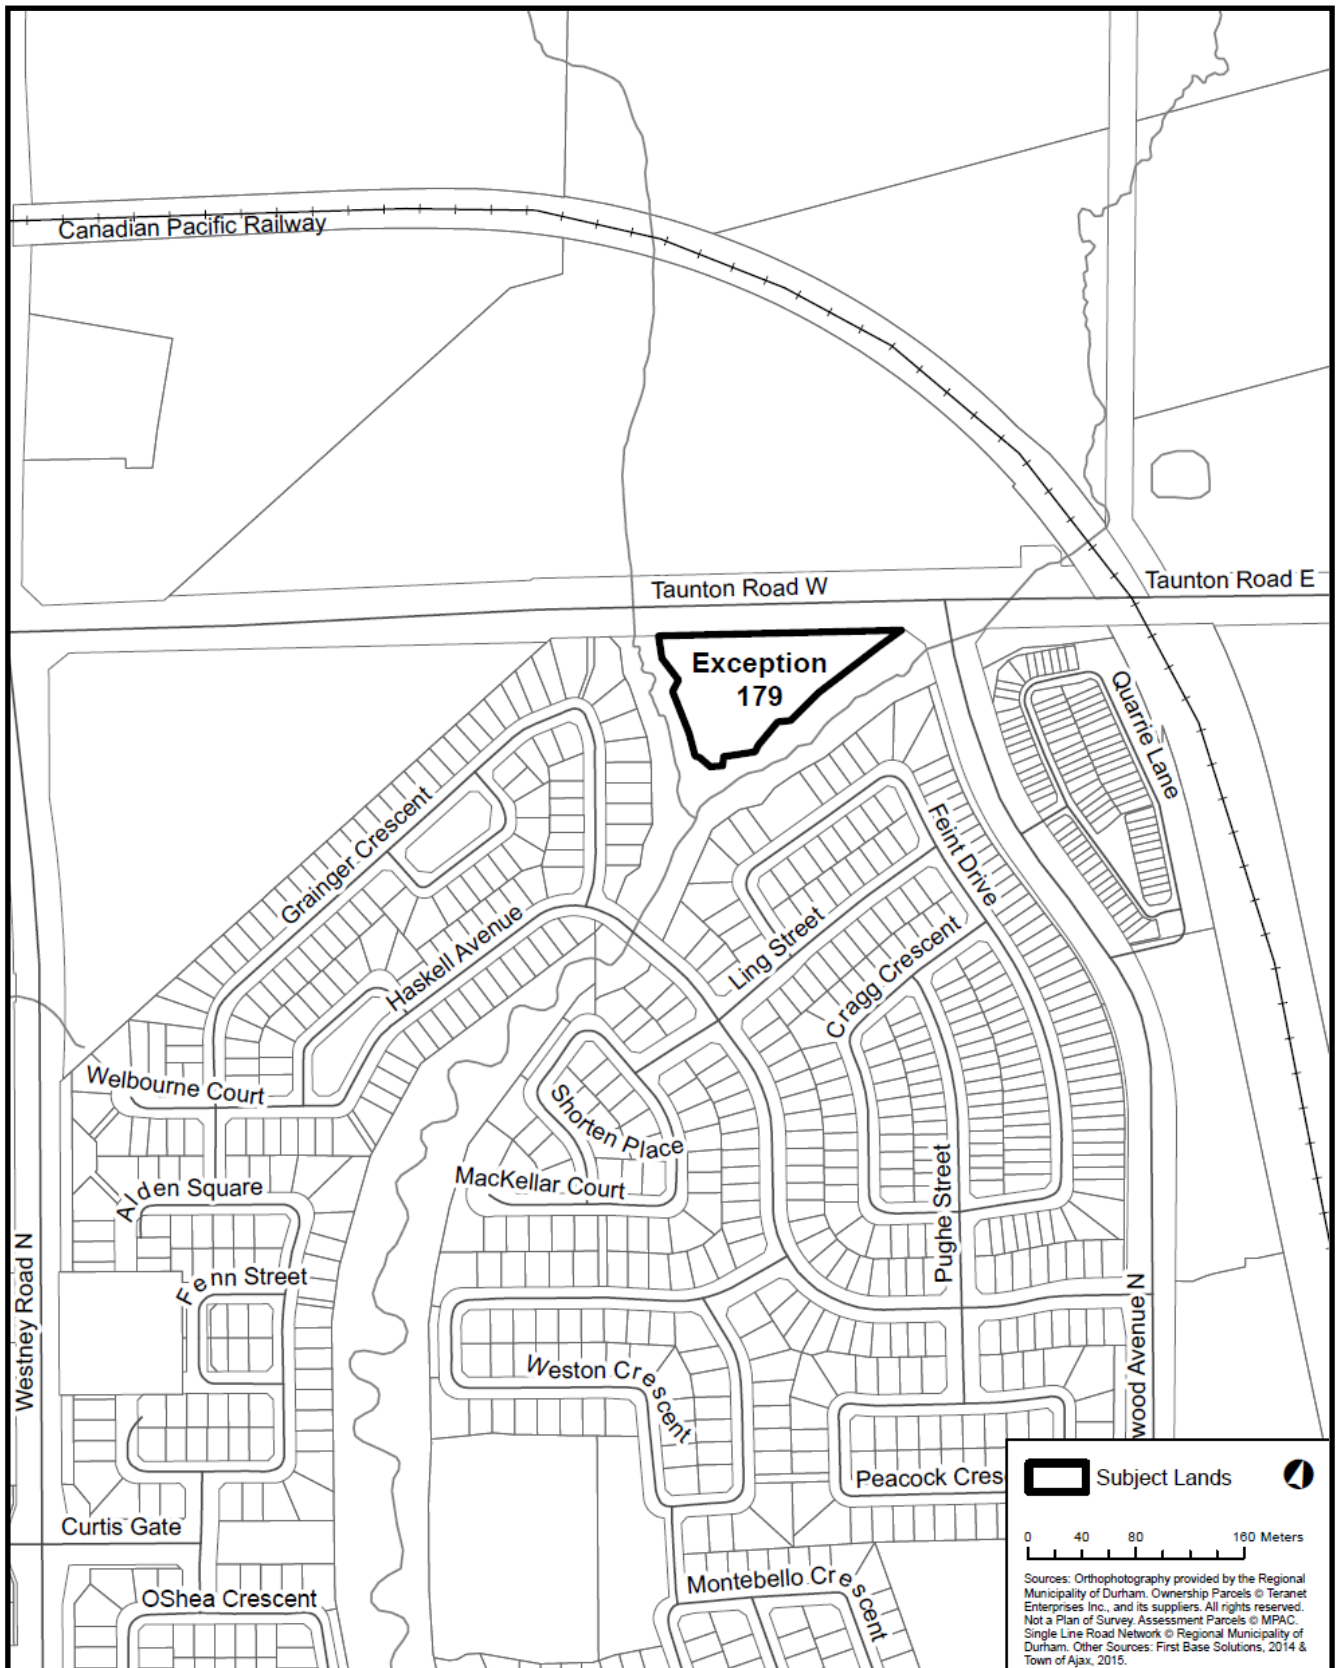 Canadian Pacific Railway
Taunton Road W
Taunton Road E
Exception
179
Quarrie Lane
Grainger Crescent
Feint Drive
Haskell Avenue
Ling Street
Cragg Crescent
Welbourne Court
Shorten Place
MacKellar Court
Alden Square
Pughe Street
Fenn Street
Westney Road N
wood Avenue N
Weston Crescent
Peacock Cresc
Curtis Gate
Montebello Crescent
OShea Crescent
Subject Lands
0 40 80 160 Meters
Sources: Orthophotography provided by the Regional
Municipality of Durham. Ownership Parcels © Teranet
Enterprises Inc., and its suppliers. All rights reserved.
Not a Plan of Survey. Assessment Parcels © MPAC.
Single Line Road Network © Regional Municipality of
Durham. Other Sources: First Base Solutions, 2014 &
Town of Ajax, 2015.